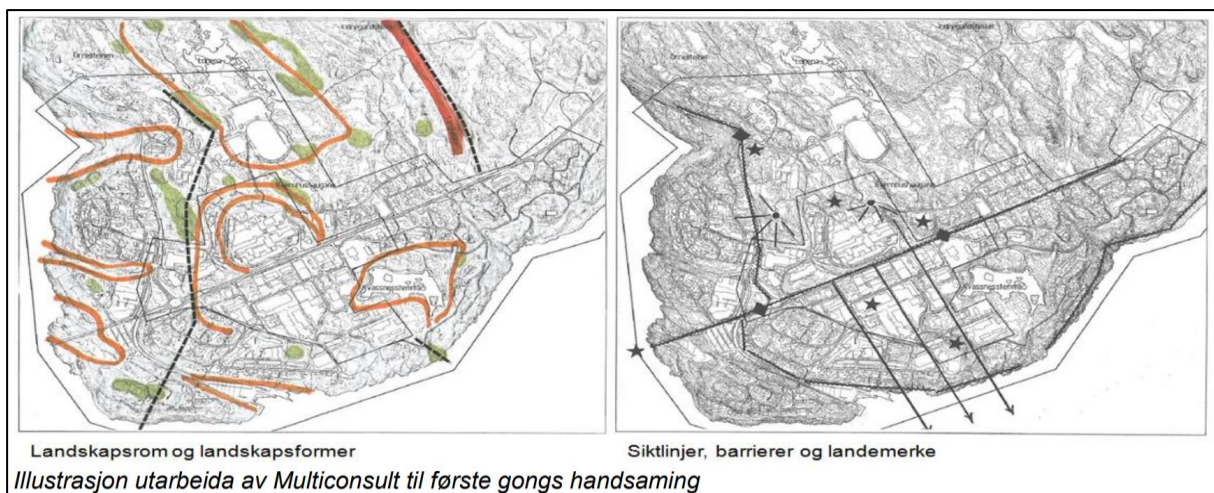 Landskapsrom og landskapsformer
Siktlinjer, barrierer og landemerke
Illustrasjon utarbeida av Multiconsult til første gongs handsaming